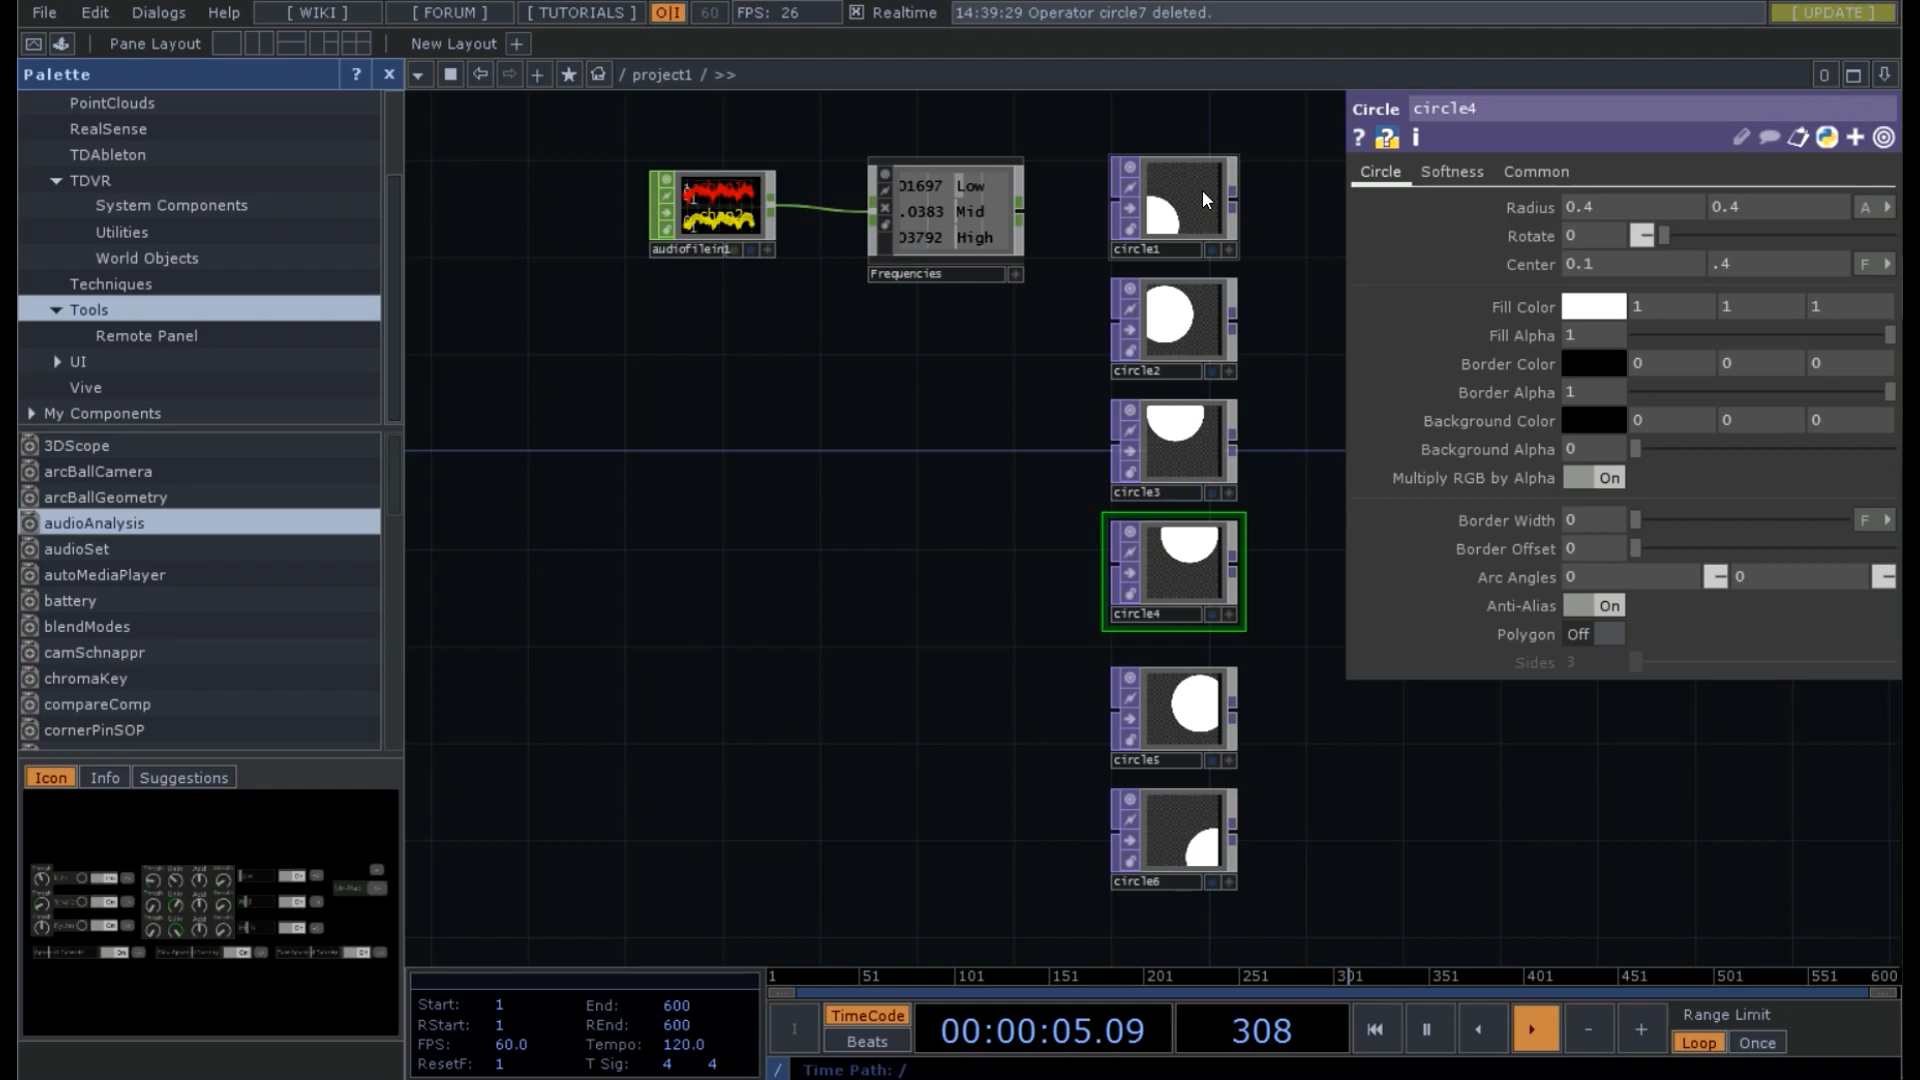 File Edit Dialogs Help [ WIKI ] [ FORUM ] [ TUTORIALS ] O|I 60 FPS: 26 Realtime 14:39:29 Operator circle7 deleted. [ UPDATE ]
Pane Layout New Layout +
Palette ? x
/ project1 / >> 0
PointClouds
RealSense
TDAbleton
TDVR
System Components
Utilities
World Objects
Techniques
Tools
Remote Panel
UI
Vive
My Components
3DScope
arcBallCamera
arcBallGeometry
audioAnalysis
audioSet
autoMediaPlayer
battery
blendModes
camSchnappr
chromaKey
compareComp
cornerPinSOP
Icon Info Suggestions
chan2
audiofilein1
01697 Low
.0383 Mid
03792 High
Frequencies
circle1
circle2
circle3
circle4
circle5
circle6
Circle circle4
? ? i
Circle Softness Common
Radius 0.4 0.4 A
Rotate 0
Center 0.1 .4 F
Fill Color 1 1 1
Fill Alpha 1
Border Color 0 0 0
Border Alpha 1
Background Color 0 0 0
Background Alpha 0
Multiply RGB by Alpha On
Border Width 0 F
Border Offset 0
Arc Angles 0 0
Anti-Alias On
Polygon Off
Sides 3
1 51 101 151 201 251 301 351 401 451 501 551 600
Start: 1 End: 600
RStart: 1 REnd: 600
FPS: 60.0 Tempo: 120.0
ResetF: 1 T Sig: 4 4
I TimeCode Beats 00:00:05.09 308 - + Range Limit
Loop Once
/ Time Path: /